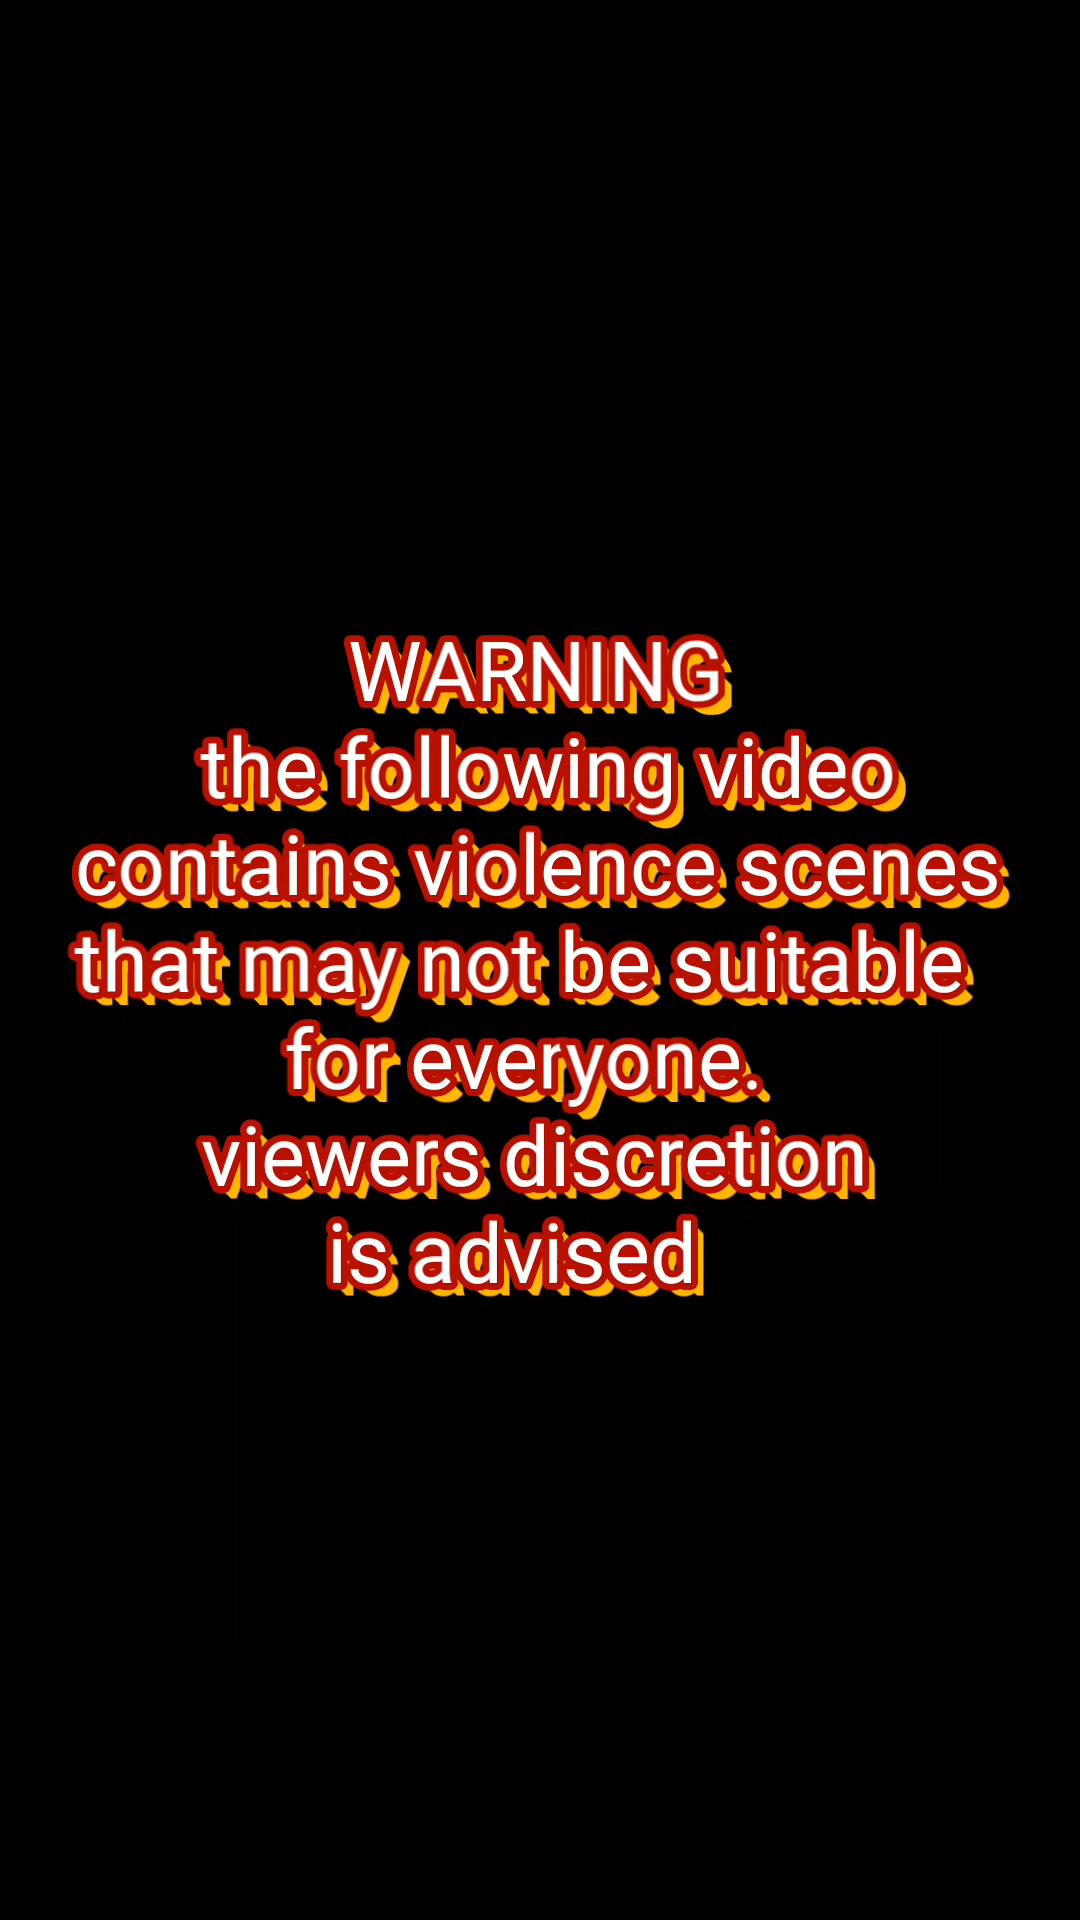 WARNING
the following video
contains violence scenes
that may not be suitable
for everyone.
viewers discretion
is advised